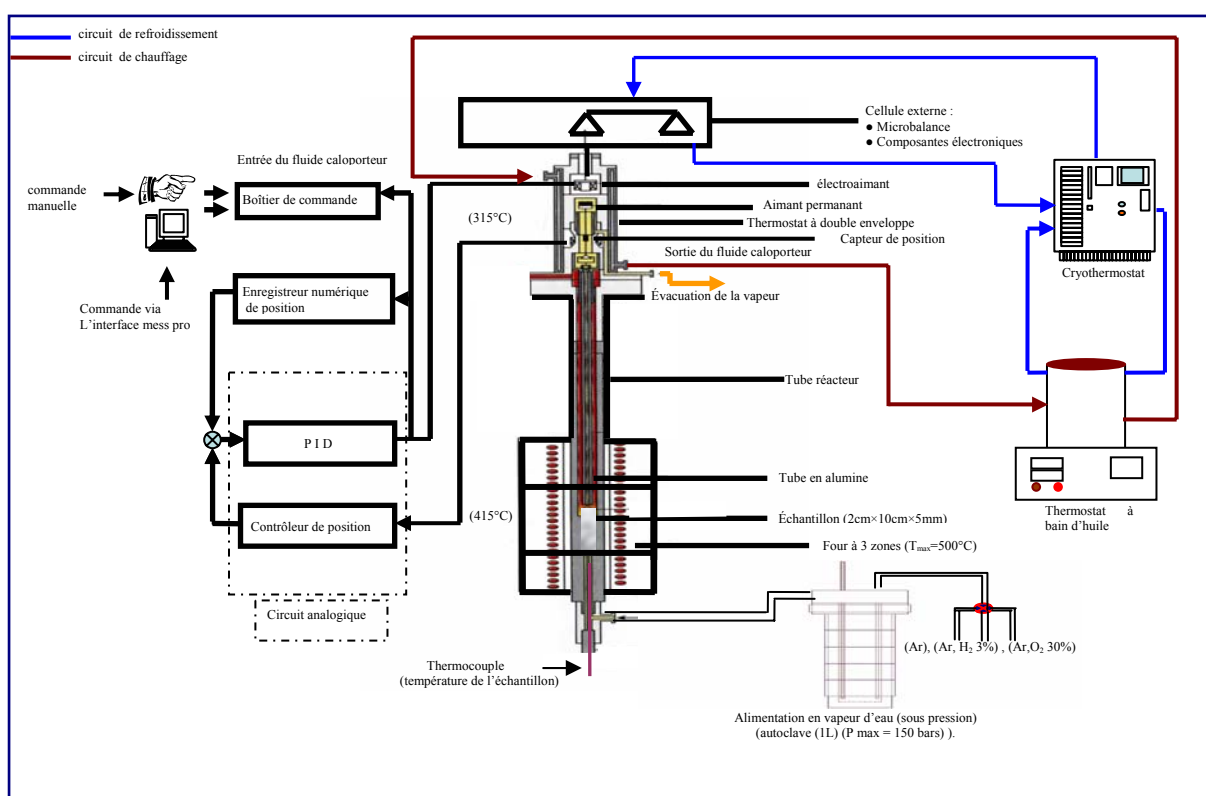 circuit de refroidissement
circuit de chauffage
Cellule externe :
● Microbalance
● Composantes électroniques
Entrée du fluide caloporteur
commande
manuelle
Boîtier de commande
électroaimant
Aimant permanant
(315°C)
Thermostat à double enveloppe
Capteur de position
Sortie du fluide caloporteur
Cryothermostat
Évacuation de la vapeur
Commande via
L'interface mess pro
Enregistreur numérique
de position
Tube réacteur
P I D
Tube en alumine
(415°C)
Échantillon (2cm×10cm×5mm)
Contrôleur de position
Thermostat à
bain d'huile
Four à 3 zones (Tmax=500°C)
Circuit analogique
(Ar), (Ar, H2 3%) , (Ar,O2 30%)
Thermocouple
(température de l'échantillon)
Alimentation en vapeur d'eau (sous pression)
(autoclave (1L) (P max = 150 bars) ).